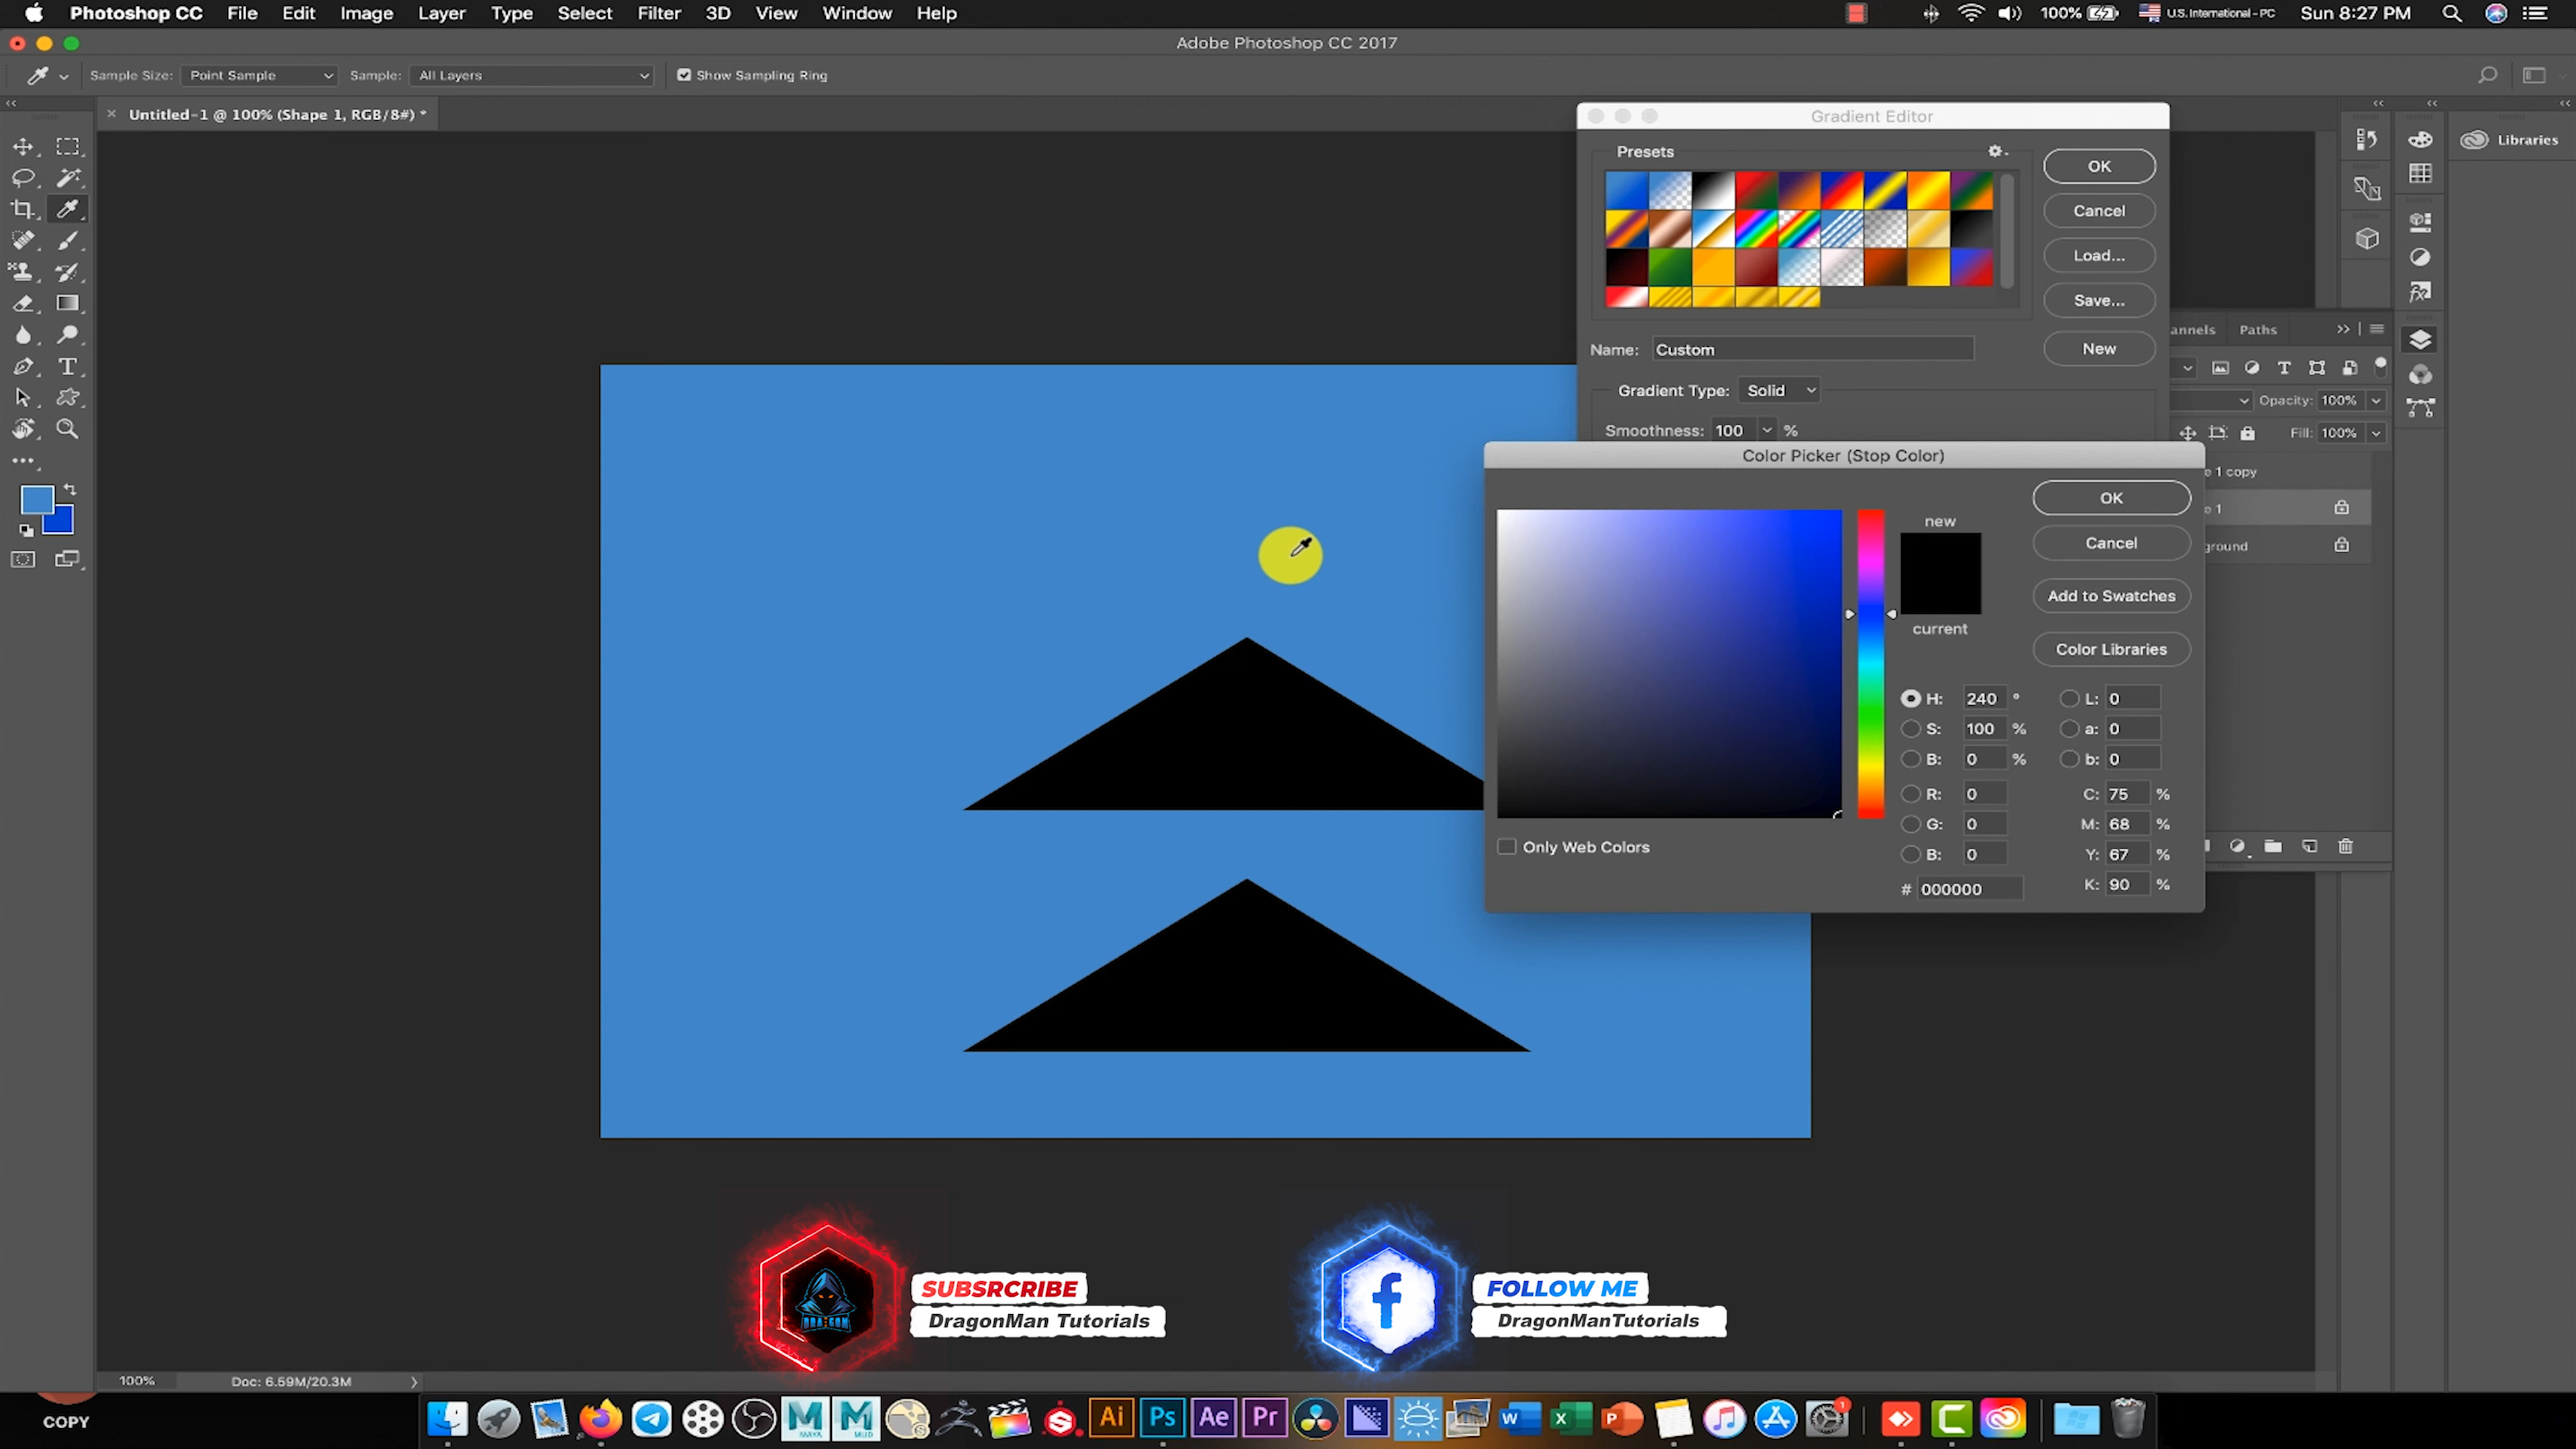 Photoshop CC File Edit Image Layer Type Select Filter 3D View Window Help 100% U.S. International - PC Sun 8:27 PM
Adobe Photoshop CC 2017
Sample Size: Point Sample Sample: All Layers Show Sampling Ring
Untitled-1 @ 100% (Shape 1, RGB/8#) *
Libraries
Gradient Editor
Presets
OK
Cancel
Load...
Save...
Name: Custom
New
Gradient Type: Solid
Smoothness: 100 %
annels Paths
Opacity: 100%
Fill: 100%
e 1 copy
e 1
ground
Color Picker (Stop Color)
OK
new
Cancel
Add to Swatches
current
Color Libraries
H: 240 ° L: 0
S: 100 % a: 0
B: 0 % b: 0
R: 0 C: 75 %
G: 0 M: 68 %
B: 0 Y: 67 %
# 000000 K: 90 %
Only Web Colors
SUBSRCRIBE
DragonMan Tutorials
FOLLOW ME
DragonManTutorials
100% Doc: 6.59M/20.3M
COPY
Ai Ps Ae Pr W X P
MAYA MUD
1